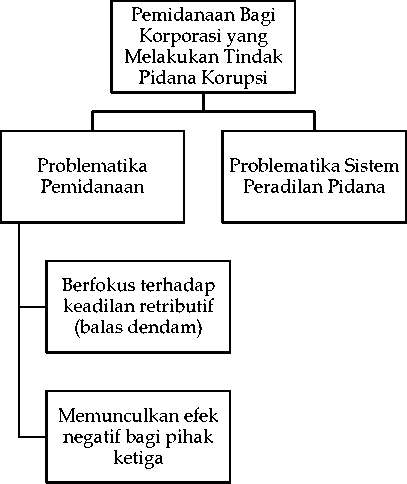 Pemidanaan Bagi
Korporasi yang
Melakukan Tindak
Pidana Korupsi
Problematika
Pemidanaan
Problematika Sistem
Peradilan Pidana
Berfokus terhadap
keadilan retributif
(balas dendam)
Memunculkan efek
negatif bagi pihak
ketiga